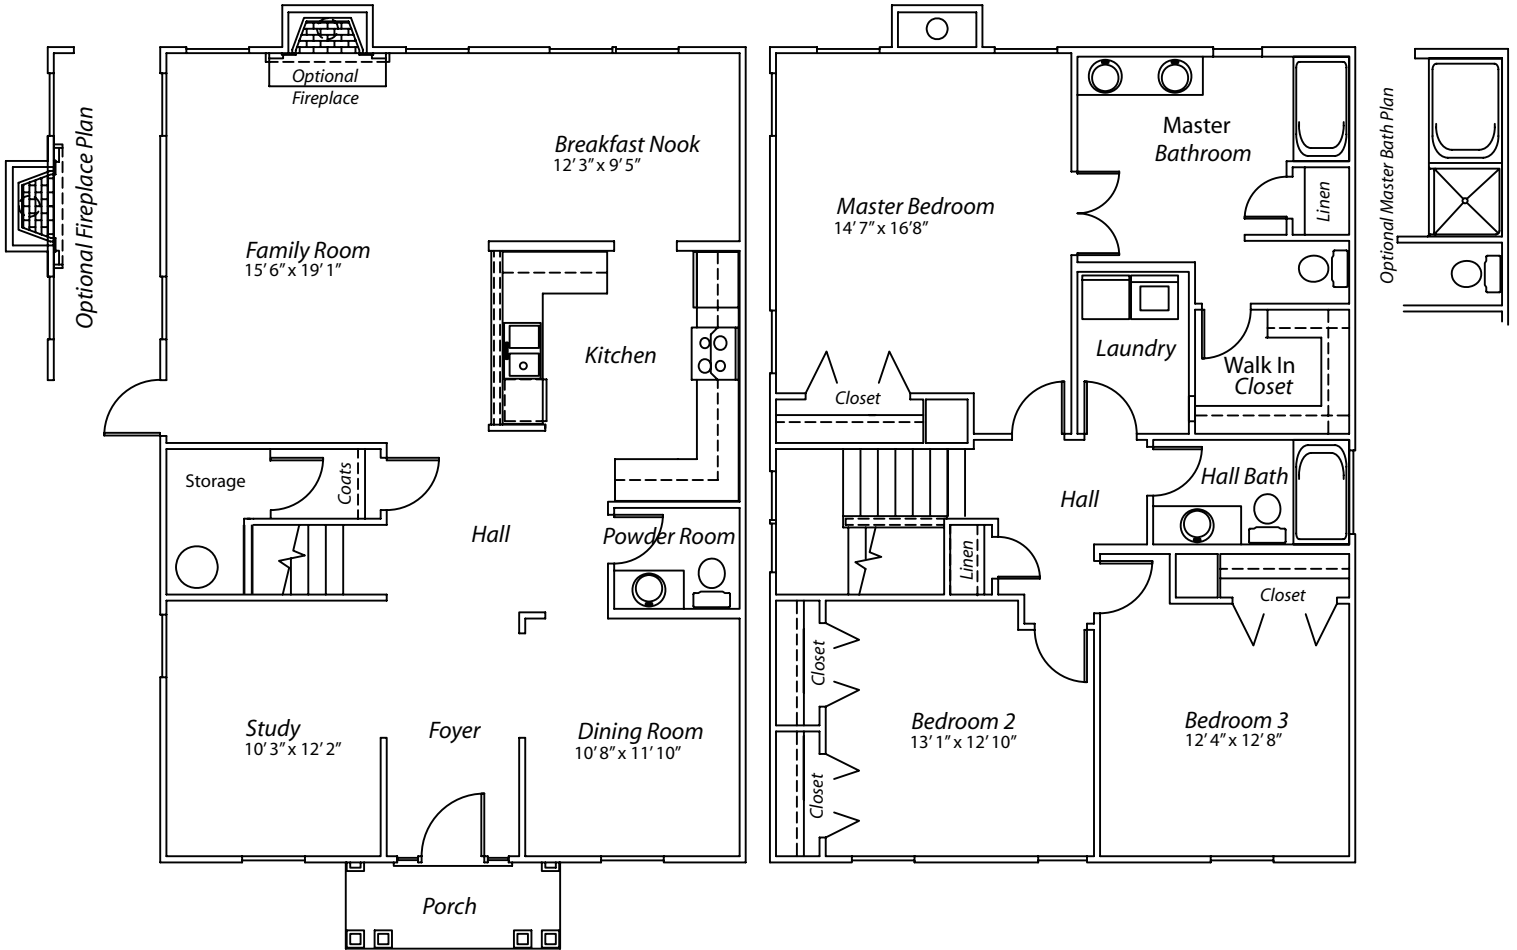 Optional Fireplace Plan
Optional
Fireplace
Breakfast Nook
12' 3" x 9' 5"
Family Room
15' 6" x 19' 1"
Kitchen
Storage
Coats
Hall
Powder Room
Study
10' 3" x 12' 2"
Foyer
Dining Room
10' 8" x 11' 10"
Porch
Master
Bathroom
Linen
Master Bedroom
14' 7" x 16'8"
Laundry
Walk In
Closet
Closet
Hall Bath
Hall
Linen
Closet
Closet
Closet
Bedroom 2
13' 1" x 12' 10"
Bedroom 3
12' 4" x 12' 8"
Optional Master Bath Plan